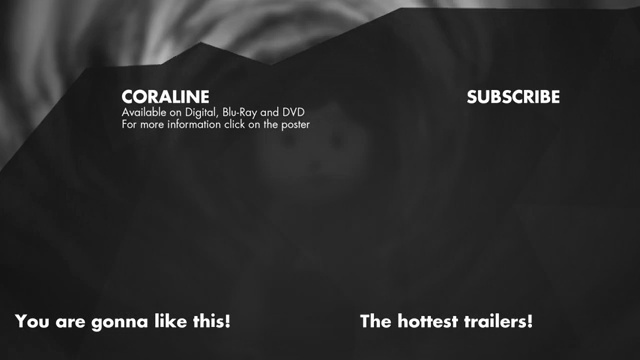 CORALINE
SUBSCRIBE
Available on Digital, Blu-Ray and DVD
For more information click on the poster
You are gonna like this!
The hottest trailers!